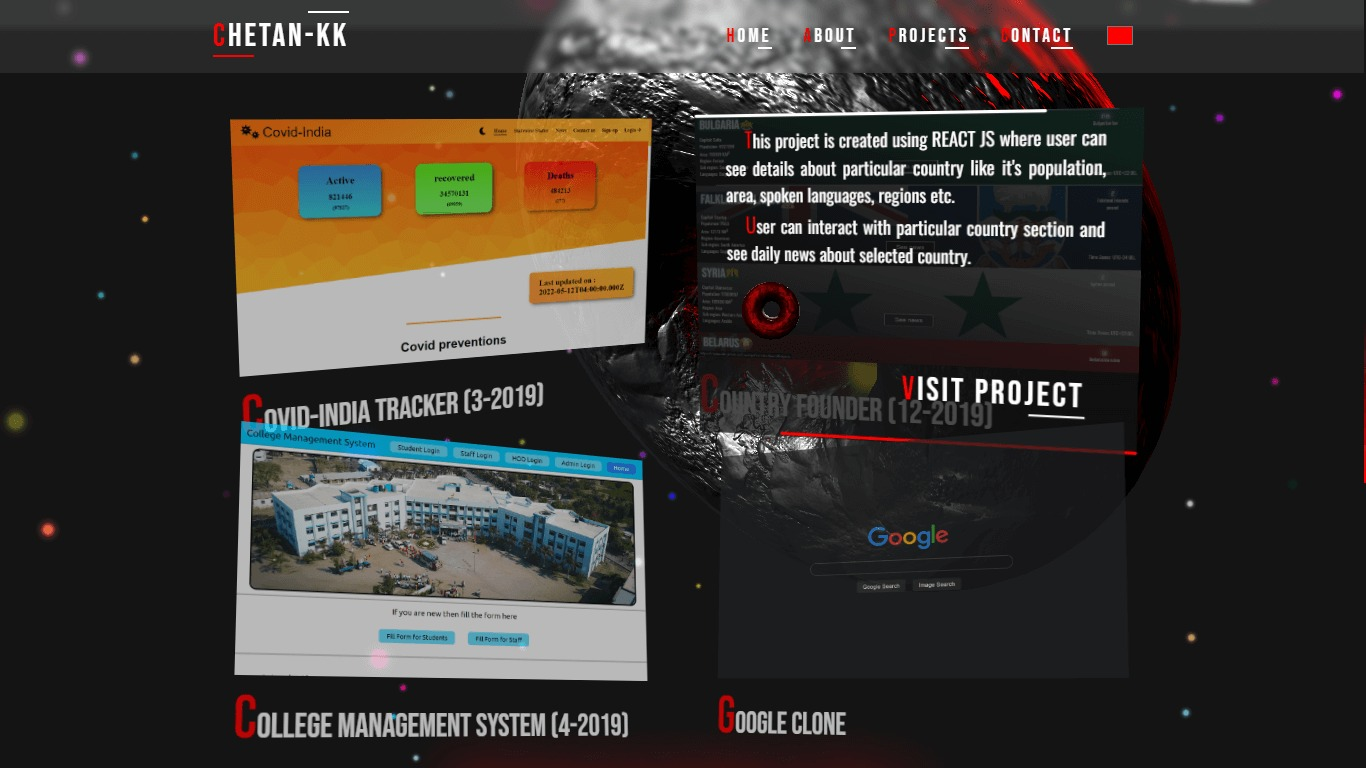 CHETAN-KK
HOME ABOUT PROJECTS CONTACT
Covid-India
Home
News Contact us Sign up Login
Active
821446
recovered
34570131
Deaths
484213
Last updated on :
2022-05-12T04:00:00.000Z
Covid preventions
COVID-INDIA TRACKER (3-2019)
BULGARIA
This project is created using REACT JS where user can
see details about particular country like it's population,
area, spoken languages, regions etc.
User can interact with particular country section and
see daily news about selected country.
SYRIA
BELARUS
VISIT PROJECT
COUNTRY FOUNDER (12-2019)
College Management System
Student Login Staff Login HOD Login Admin Login Home
If you are new then fill the form here
Fill Form for Students Fill Form for Staff
COLLEGE MANAGEMENT SYSTEM (4-2019)
Google
Google Search Image Search
GOOGLE CLONE